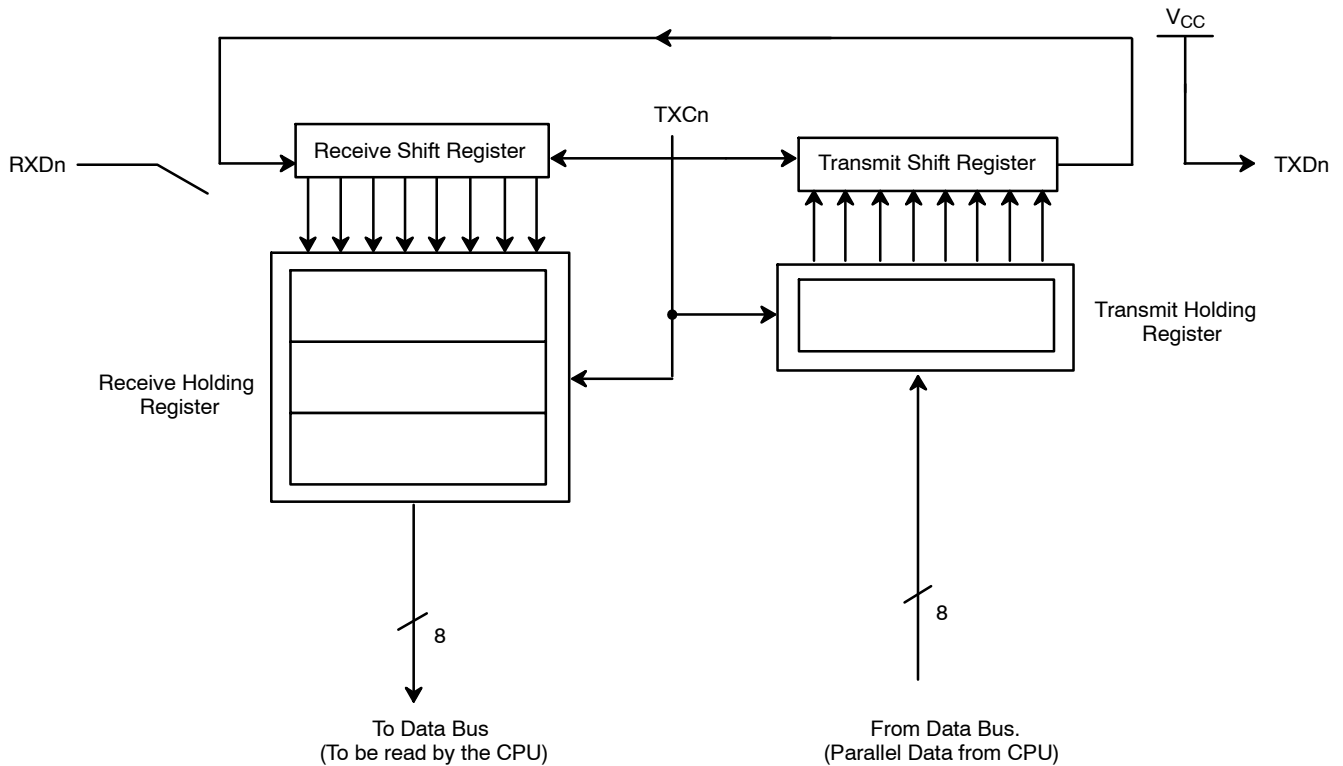 V_CC
TXCn
Receive Shift Register
Transmit Shift Register
RXDn
TXDn
Transmit Holding
Register
Receive Holding
Register
8
8
To Data Bus
(To be read by the CPU)
From Data Bus.
(Parallel Data from CPU)